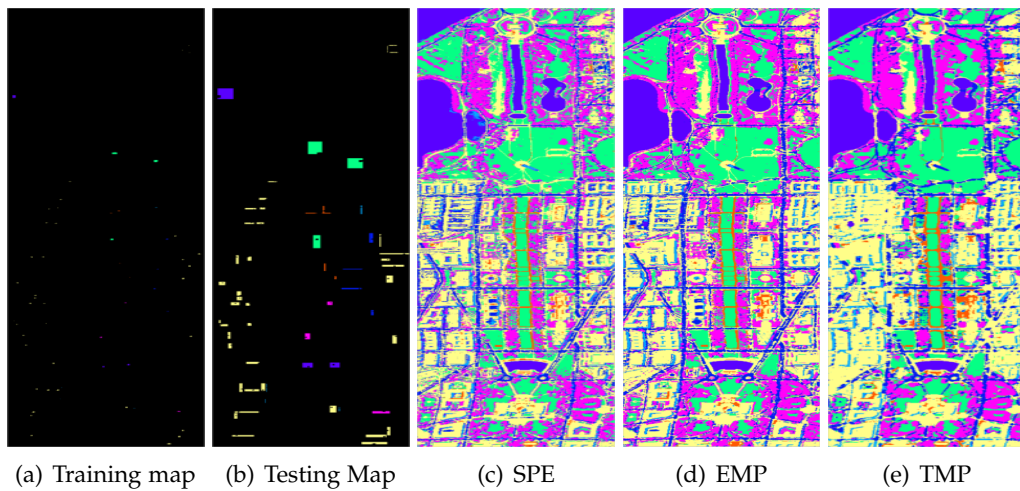 (a) Training map
(b) Testing Map
(c) SPE
(d) EMP
(e) TMP